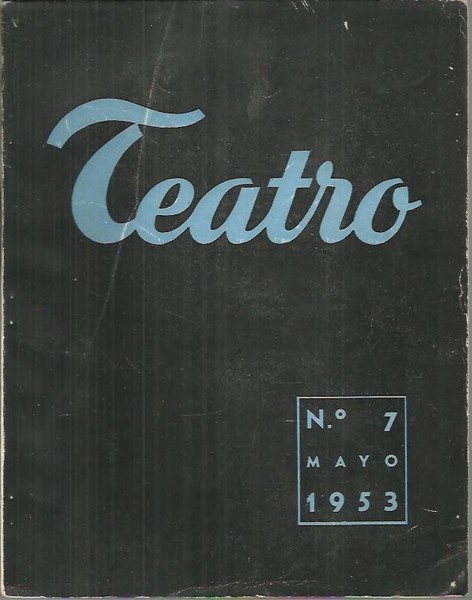 Teatro
N.º 7
MAYO
1953